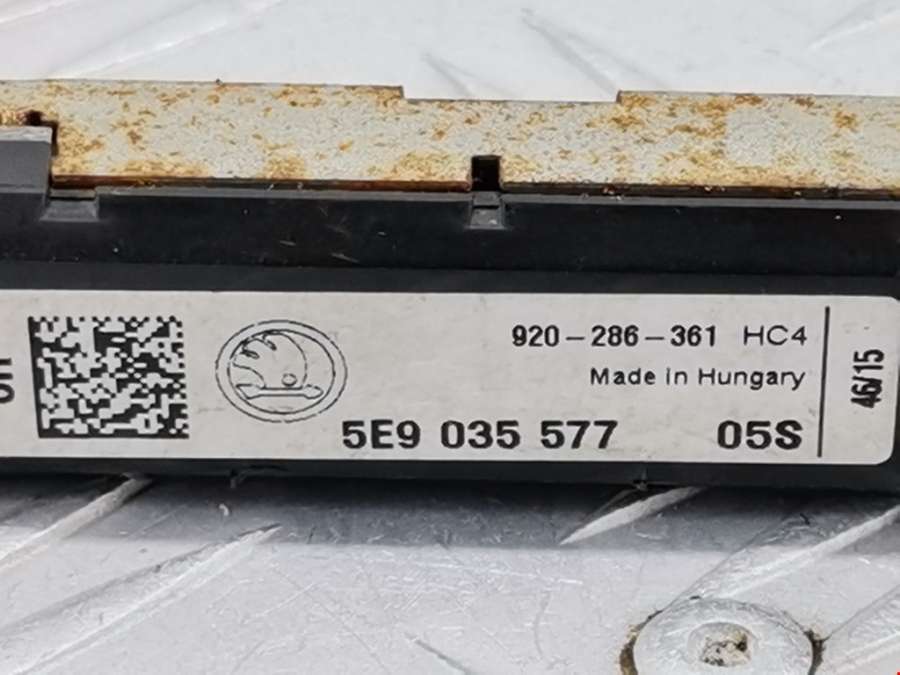 920-286-361 HC4
Made in Hungary
5E9 035 577 05S
46/15